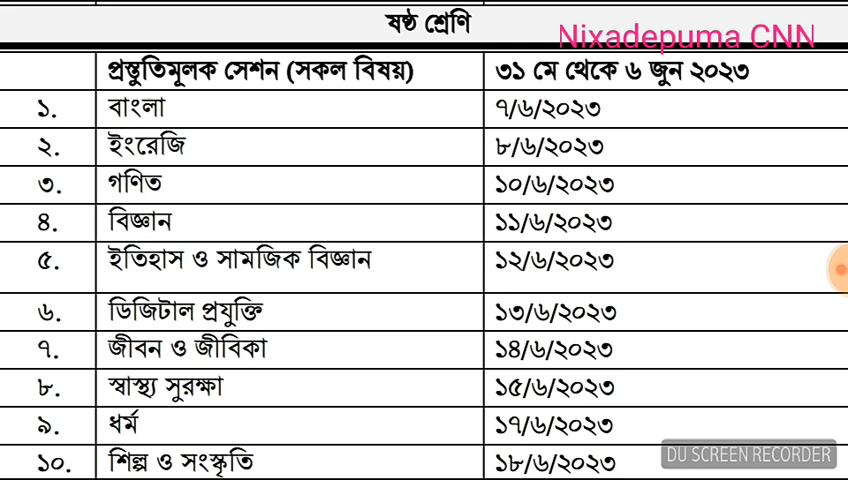 ষষ্ঠ শ্রেণি
Nixadepuma CNN
প্রস্তুতিমূলক সেশন (সকল বিষয়) ৩১ মে থেকে ৬ জুন ২০২৩
১. বাংলা ৭/৬/২০২৩
২. ইংরেজি ৮/৬/২০২৩
৩. গণিত ১০/৬/২০২৩
৪. বিজ্ঞান ১১/৬/২০২৩
৫. ইতিহাস ও সামজিক বিজ্ঞান ১২/৬/২০২৩
৬. ডিজিটাল প্রযুক্তি ১৩/৬/২০২৩
৭. জীবন ও জীবিকা ১৪/৬/২০২৩
৮. স্বাস্থ্য সুরক্ষা ১৫/৬/২০২৩
৯. ধর্ম ১৭/৬/২০২৩
১০. শিল্প ও সংস্কৃতি ১৮/৬/২০২৩
DU SCREEN RECORDER